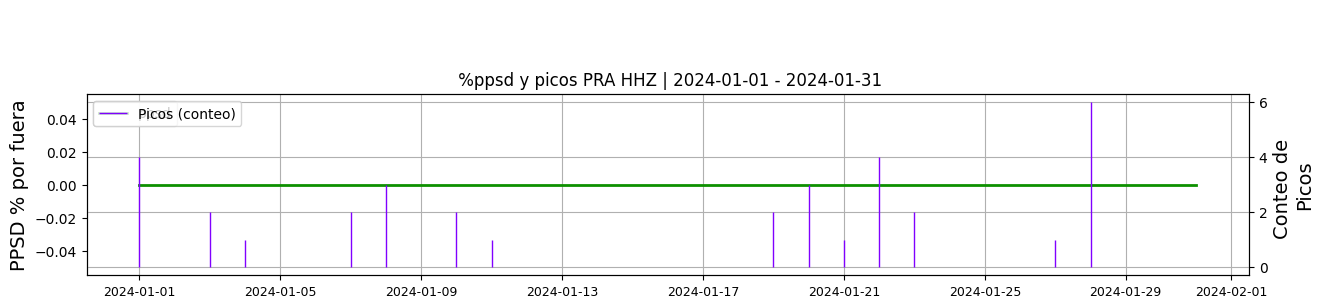 %ppsd y picos PRA HHZ | 2024-01-01 - 2024-01-31
Picos (conteo)
PPSD % por fuera
0.04
0.02
0.00
−0.02
−0.04
6
4
2
0
Conteo de
Picos
2024-01-01 2024-01-05 2024-01-09 2024-01-13 2024-01-17 2024-01-21 2024-01-25 2024-01-29 2024-02-01